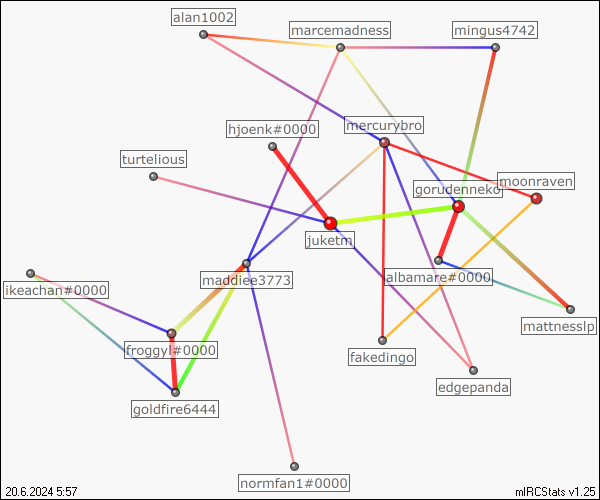 alan1002
marcemadness
mingus4742
hjoenk#0000
mercurybro
turtelious
moonraven
gorudenneko
juketm
maddiee3773
albamare#0000
ikeachan#0000
mattnesslp
froggyl#0000
fakedingo
edgepanda
goldfire6444
normfan1#0000
20.6.2024 5:57
mIRCStats v1.25